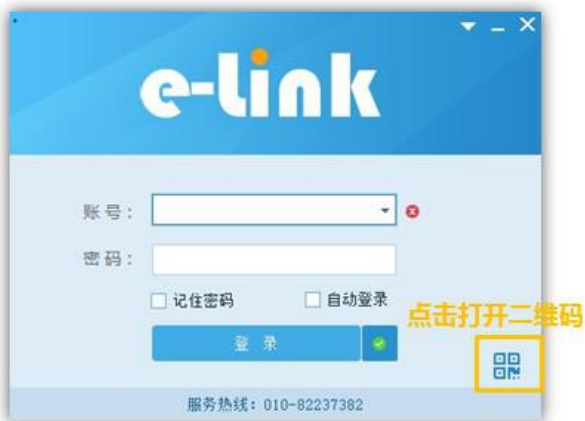 e-Link
账号：
密码：
记住密码 自动登录
点击打开二维码
登 录
服务热线：010-82237382